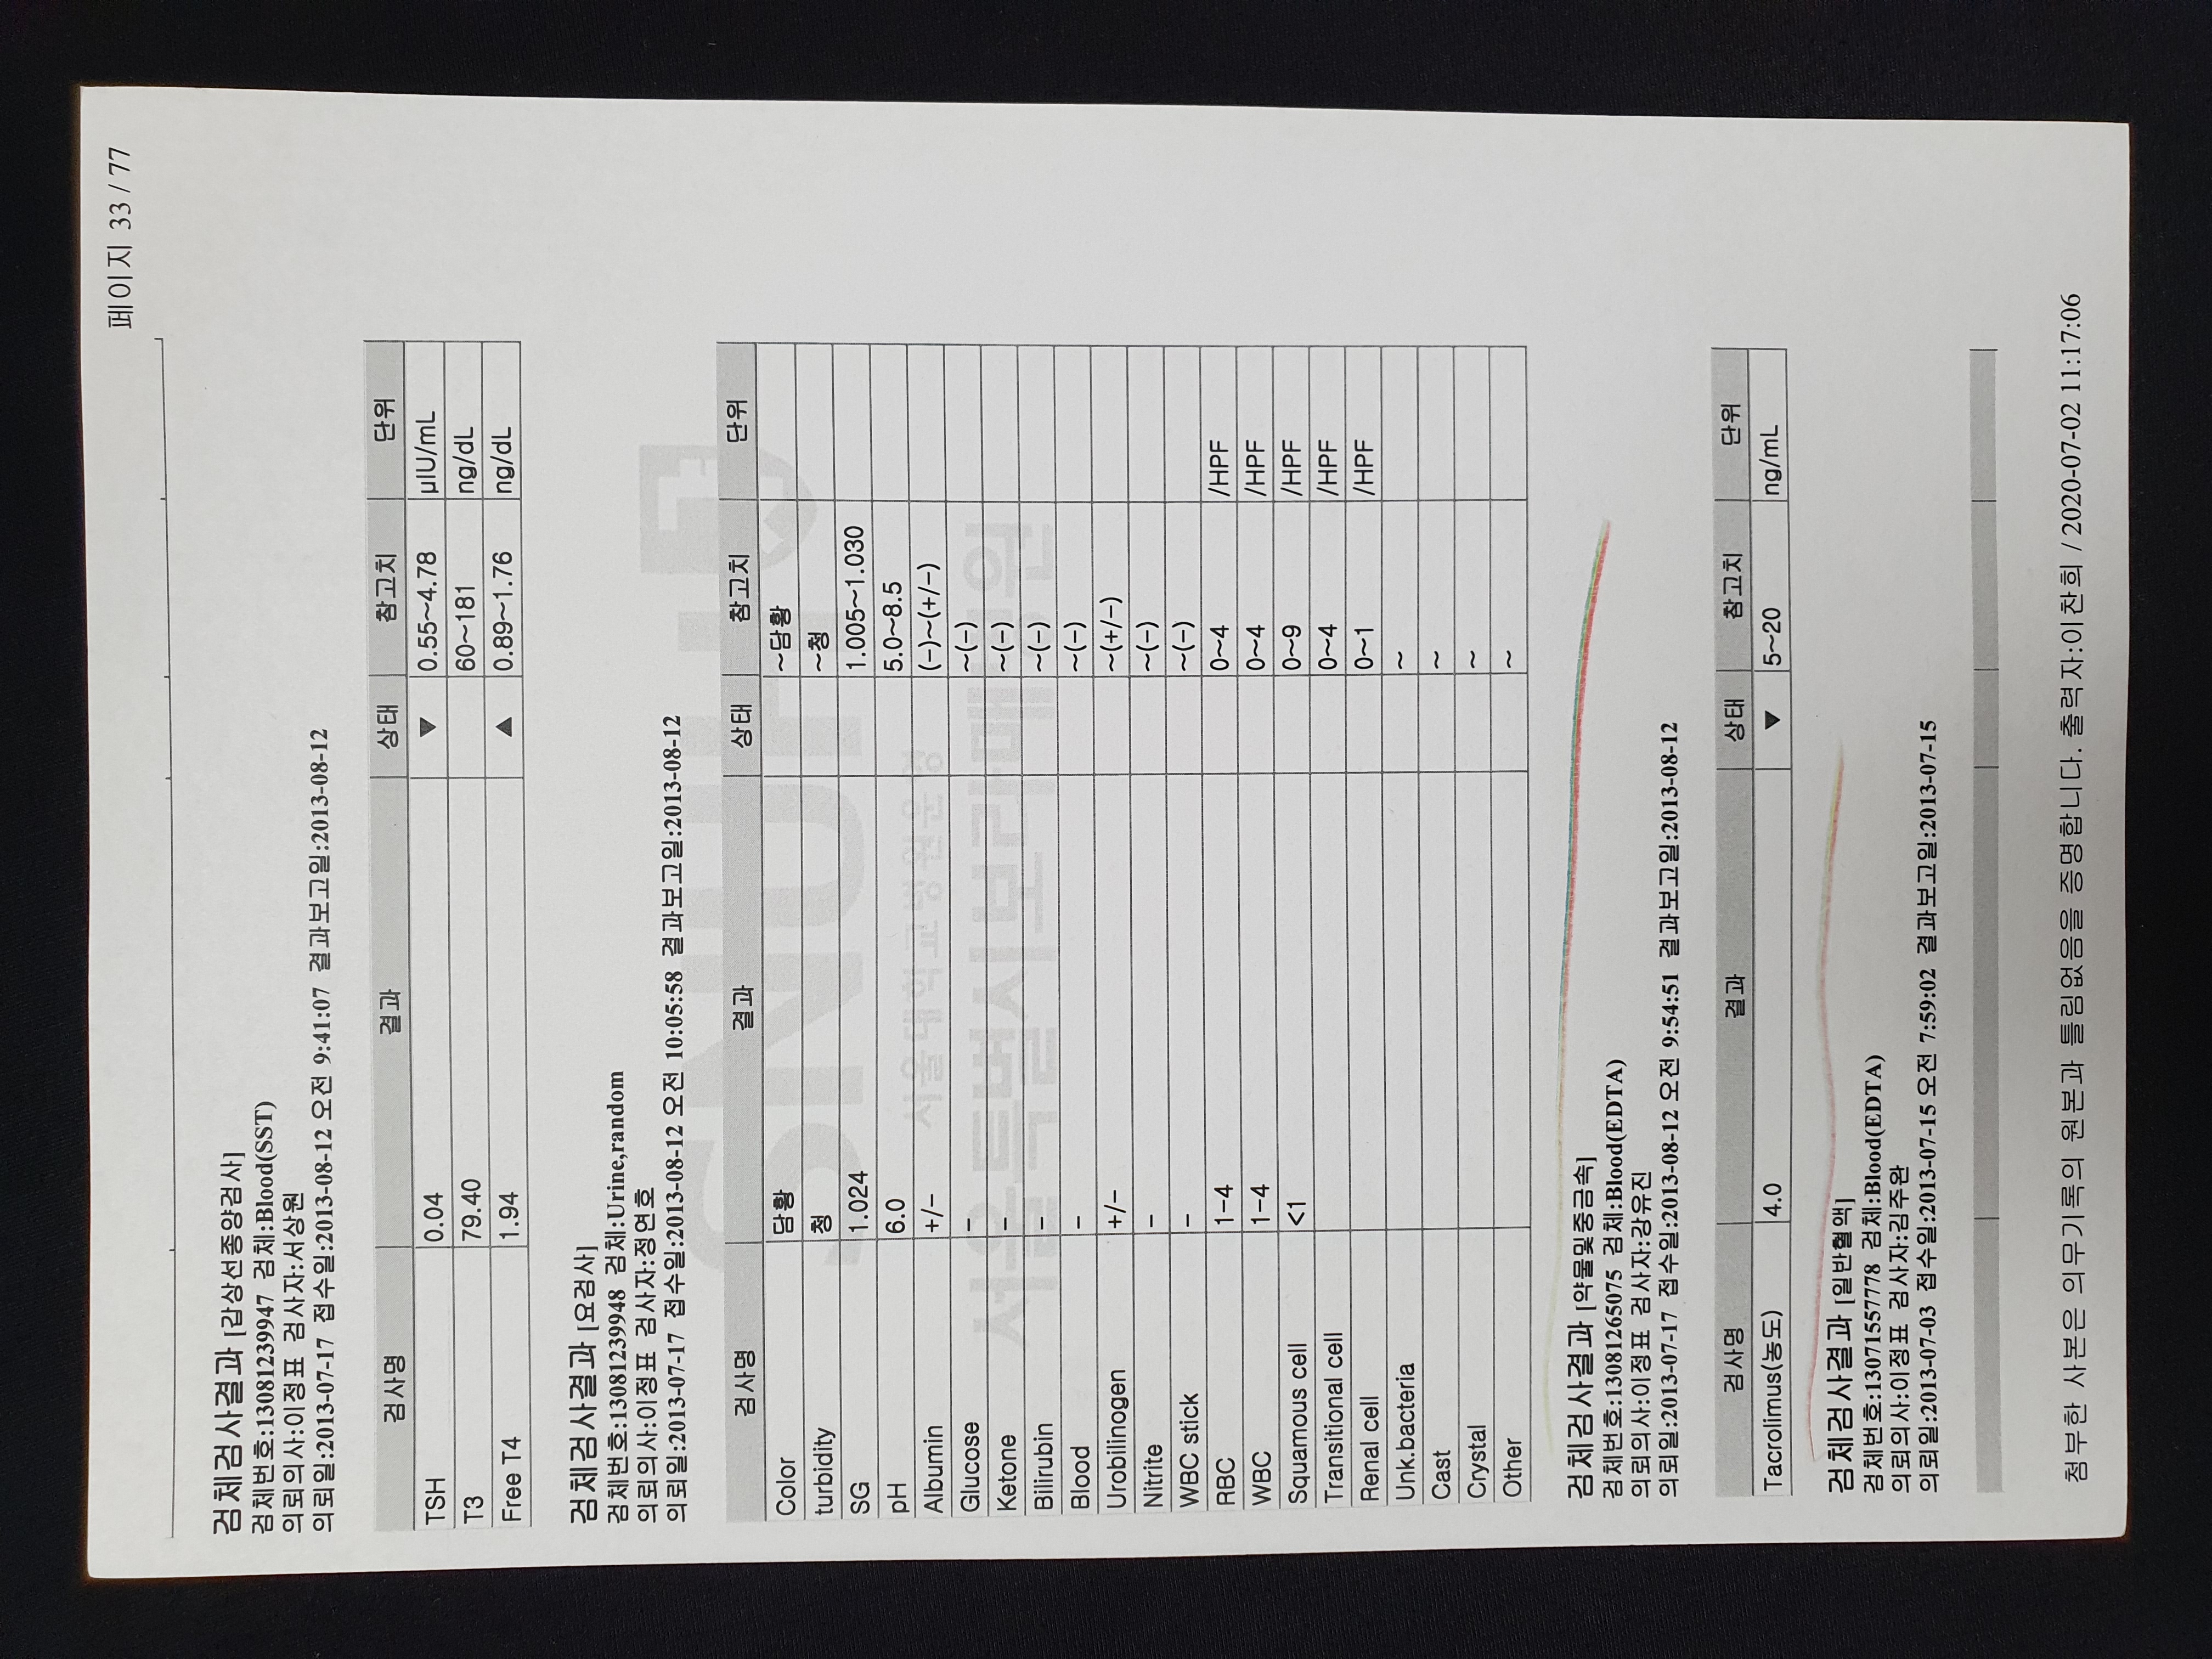 페이지 33 / 77
검체검사결과 [갑상선종양검사]
검체번호:13081239947 검체:Blood(SST)
의뢰의사:이정표 검사자:서상원
의뢰일:2013-07-17 접수일:2013-08-12 오전 9:41:07 결과보고일:2013-08-12
검사명 결과 상태 참고치 단위
TSH 0.04 ▼ 0.55~4.78 μIU/mL
T3 79.40 60~181 ng/dL
Free T4 1.94 ▲ 0.89~1.76 ng/dL
검체검사결과 [요검사]
검체번호:13081239948 검체:Urine,random
의뢰의사:이정표 검사자:정연호
의뢰일:2013-07-17 접수일:2013-08-12 오전 10:05:58 결과보고일:2013-08-12
SNUH
서울대학교병원운영
서울특별시보라매병원
검사명 결과 상태 참고치 단위
Color 담황 ~담황
turbidity 청 ~청
SG 1.024 1.005~1.030
pH 6.0 5.0~8.5
Albumin +/− (−)~(+/−)
Glucose − ~(−)
Ketone − ~(−)
Bilirubin − ~(−)
Blood − ~(−)
Urobilinogen +/− ~(+/−)
Nitrite − ~(−)
WBC stick − ~(−)
RBC 1−4 0~4 /HPF
WBC 1−4 0~4 /HPF
Squamous cell <1 0~9 /HPF
Transitional cell 0~4 /HPF
Renal cell 0~1 /HPF
Unk.bacteria ~
Cast ~
Crystal ~
Other ~
검체검사결과 [약물및중금속]
검체번호:13081265075 검체:Blood(EDTA)
의뢰의사:이정표 검사자:강유진
의뢰일:2013-07-17 접수일:2013-08-12 오전 9:54:51 결과보고일:2013-08-12
검사명 결과 상태 참고치 단위
Tacrolimus(농도) 4.0 ▼ 5~20 ng/mL
검체검사결과 [일반혈액]
검체번호:13071557778 검체:Blood(EDTA)
의뢰의사:이정표 검사자:김주완
의뢰일:2013-07-03 접수일:2013-07-15 오전 7:59:02 결과보고일:2013-07-15
첨부한 사본은 의무기록의 원본과 틀림없음을 증명합니다. 출력자:이찬희 / 2020-07-02 11:17:06